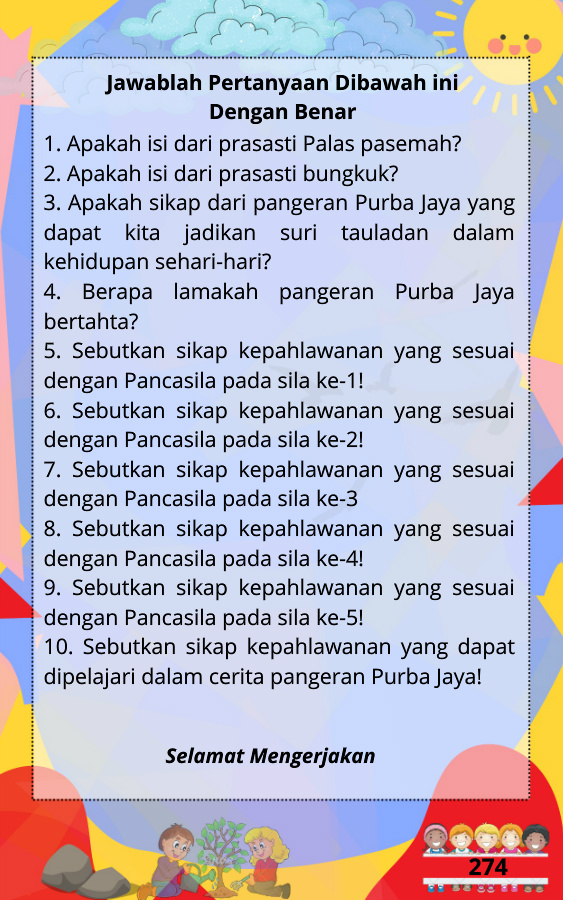 Jawablah Pertanyaan Dibawah ini
Dengan Benar
1. Apakah isi dari prasasti Palas pasemah?
2. Apakah isi dari prasasti bungkuk?
3. Apakah sikap dari pangeran Purba Jaya yang
dapat kita jadikan suri tauladan dalam
kehidupan sehari-hari?
4. Berapa lamakah pangeran Purba Jaya
bertahta?
5. Sebutkan sikap kepahlawanan yang sesuai
dengan Pancasila pada sila ke-1!
6. Sebutkan sikap kepahlawanan yang sesuai
dengan Pancasila pada sila ke-2!
7. Sebutkan sikap kepahlawanan yang sesuai
dengan Pancasila pada sila ke-3
8. Sebutkan sikap kepahlawanan yang sesuai
dengan Pancasila pada sila ke-4!
9. Sebutkan sikap kepahlawanan yang sesuai
dengan Pancasila pada sila ke-5!
10. Sebutkan sikap kepahlawanan yang dapat
dipelajari dalam cerita pangeran Purba Jaya!
Selamat Mengerjakan
274